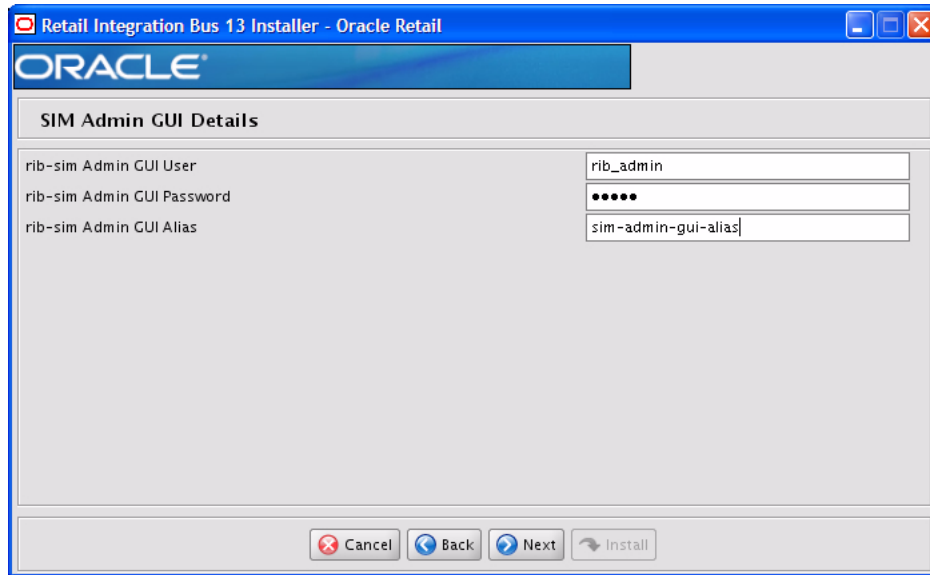 Retail Integration Bus 13 Installer - Oracle Retail
ORACLE®
SIM Admin GUI Details
rib-sim Admin GUI User rib_admin
rib-sim Admin GUI Password •••••
rib-sim Admin GUI Alias sim-admin-gui-alias
Cancel Back Next Install